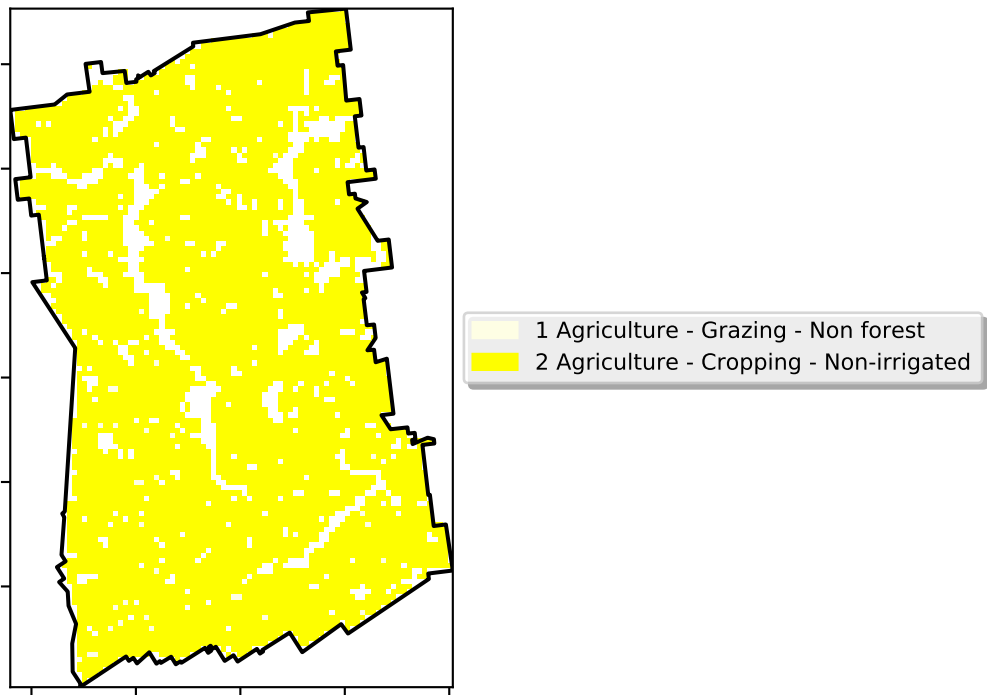 1 Agriculture - Grazing - Non forest
2 Agriculture - Cropping - Non-irrigated